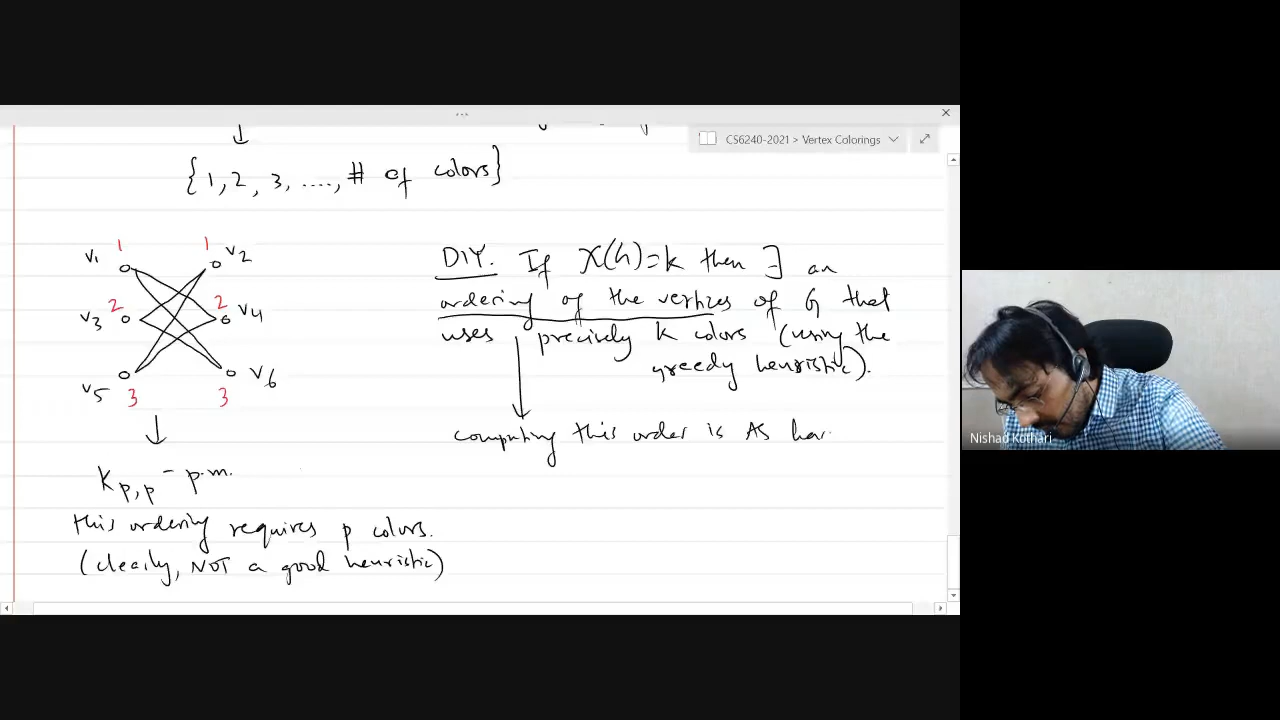 CS6240-2021 > Vertex Colorings
{1, 2, 3, ...., # of colors}
1 1
v1 v2
2 2
v3 v4
v5 v6
3 3
Kp,p - p.m.
this ordering requires p colors.
(clearly, NOT a good heuristic)
DIY. If χ(G)=k then ∃ an
ordering of the vertices of G that
uses precisely k colors (using the
greedy heuristic).
computing this order is AS har
Nishad Kothari